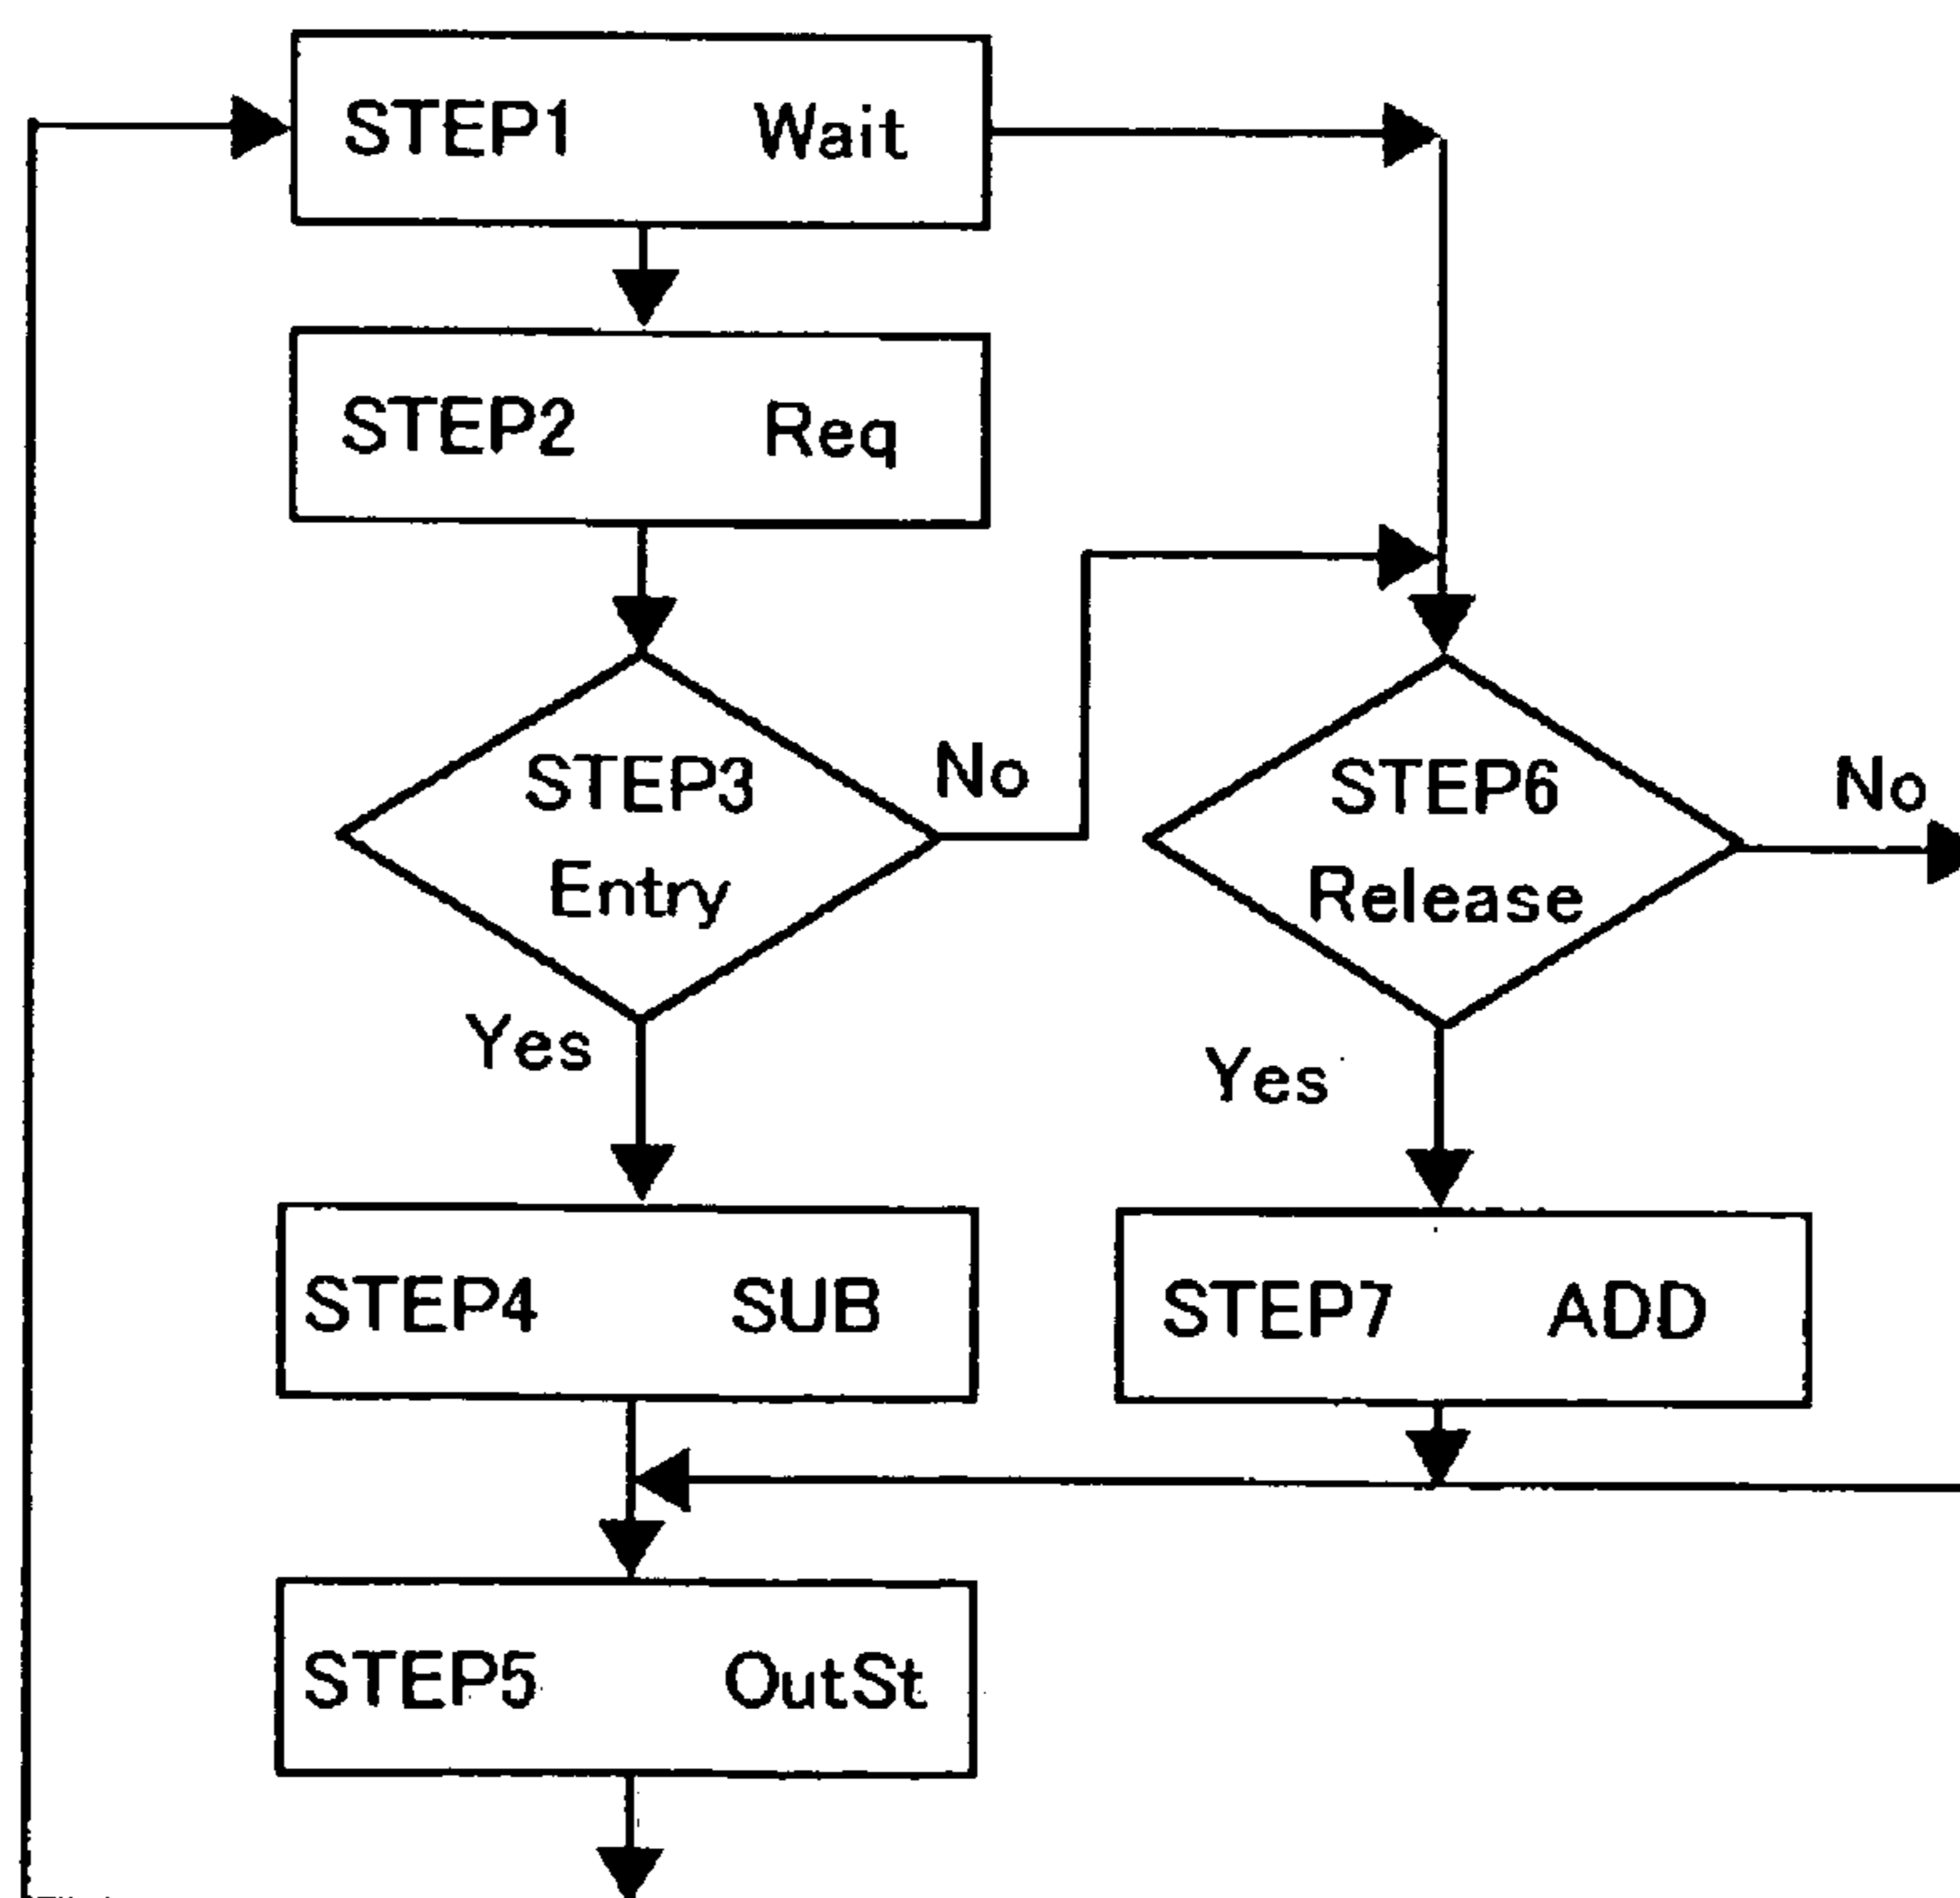 STEP1 Wait
STEP2 Req
STEP3
Entry
No
Yes
STEP6
Release
No
Yes
STEP4 SUB
STEP7 ADD
STEP5 OutSt